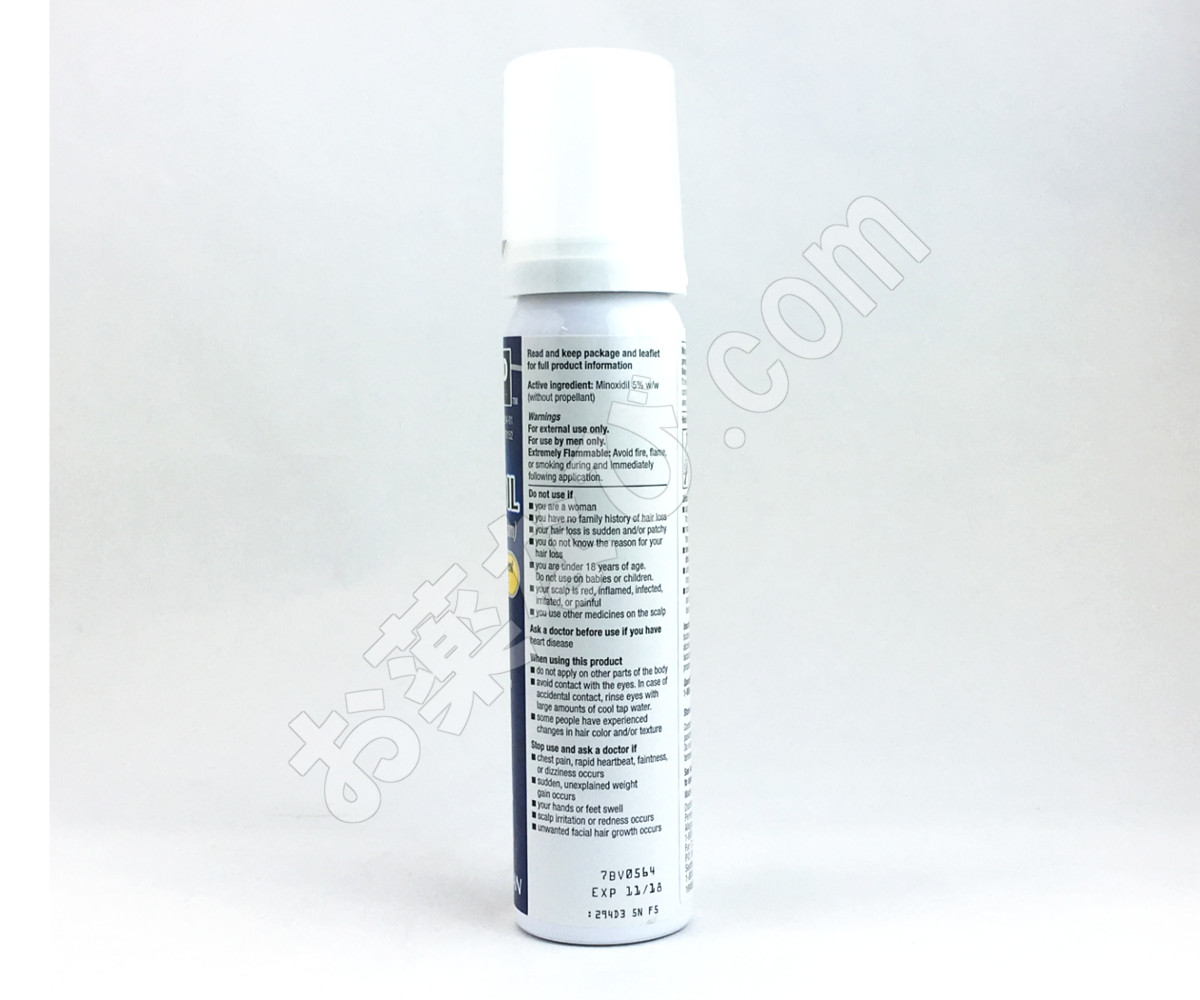 Read and keep package and leaflet
for full product information
Active ingredient: Minoxidil 5% w/w
(without propellant)
Warnings
For external use only.
For use by men only.
Extremely Flammable: Avoid fire, flame,
or smoking during and immediately
following application.
Do not use if
■ you are a woman
■ you have no family history of hair loss
■ your hair loss is sudden and/or patchy
■ you do not know the reason for your
hair loss
■ you are under 18 years of age.
Do not use on babies or children.
■ your scalp is red, inflamed, infected,
irritated, or painful
■ you use other medicines on the scalp
Ask a doctor before use if you have
heart disease
When using this product
■ do not apply on other parts of the body
■ avoid contact with the eyes. In case of
accidental contact, rinse eyes with
large amounts of cool tap water.
■ some people have experienced
changes in hair color and/or texture
Stop use and ask a doctor if
■ chest pain, rapid heartbeat, faintness,
or dizziness occurs
■ sudden, unexplained weight
gain occurs
■ your hands or feet swell
■ scalp irritation or redness occurs
■ unwanted facial hair growth occurs
7BV0564
EXP 11/18
: 294D3 SN FS
お薬なび.com